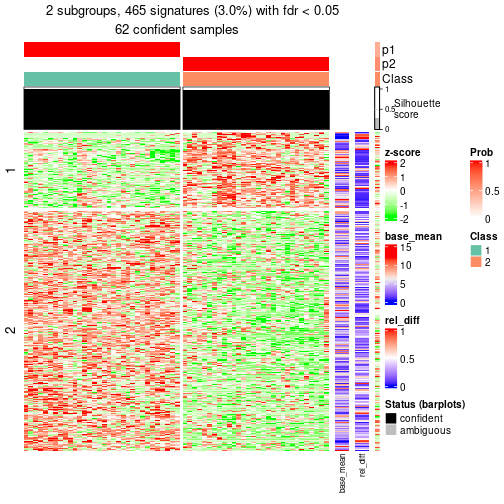 2 subgroups, 465 signatures (3.0%) with fdr < 0.05
62 confident samples
p1
p2
Class
1
0.5
0
Silhouette
score
1
2
z-score
2
1
0
-1
-2
Prob
1
0.5
0
base_mean
15
10
5
0
Class
1
2
rel_diff
1
0.5
0
Status (barplots)
confident
ambiguous
base_mean
rel_diff